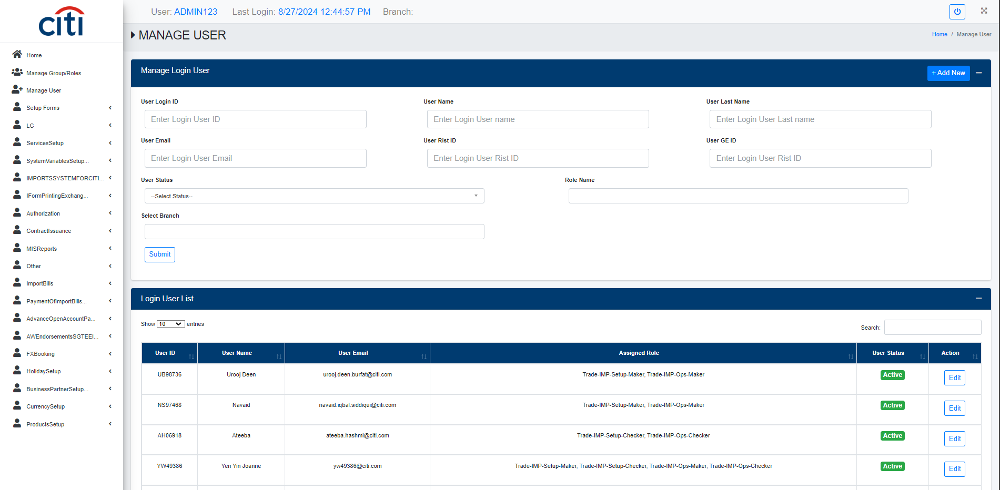 citi
User: ADMIN123 Last Login: 8/27/2024 12:44:57 PM Branch:
MANAGE USER
Home / Manage User
Home
Manage Group/Roles
Manage User
Setup Forms
LC
ServicesSetup
SystemVariablesSetup...
IMPORTSSYSTEMFORCITI...
IFormPrintingExchang...
Authorization
ContractIssuance
MISReports
Other
ImportBills
PaymentOfImportBills...
AdvanceOpenAccountPa...
AWEndorsementsSGTEEI...
FXBooking
HolidaySetup
BusinessPartnerSetup...
CurrencySetup
ProductsSetup
Manage Login User
+ Add New
User Login ID User Name User Last Name
Enter Login User ID Enter Login User name Enter Login User Last name
User Email User Rist ID User GE ID
Enter Login User Email Enter Login User Rist ID Enter Login User Rist ID
User Status Role Name
--Select Status--
Select Branch
Submit
Login User List
Show 10 entries
Search:
User ID User Name User Email Assigned Role User Status Action
UB98736 Urooj Deen urooj.deen.burfat@citi.com Trade-IMP-Setup-Maker, Trade-IMP-Ops-Maker Active Edit
NS97468 Navaid navaid.iqbal.siddiqui@citi.com Trade-IMP-Setup-Maker, Trade-IMP-Ops-Maker Active Edit
AH06918 Ateeba ateeba.hashmi@citi.com Trade-IMP-Setup-Checker, Trade-IMP-Ops-Checker Active Edit
YW49386 Yen Yin Joanne yw49386@citi.com Trade-IMP-Setup-Maker, Trade-IMP-Setup-Checker, Trade-IMP-Ops-Maker, Trade-IMP-Ops-Checker Active Edit